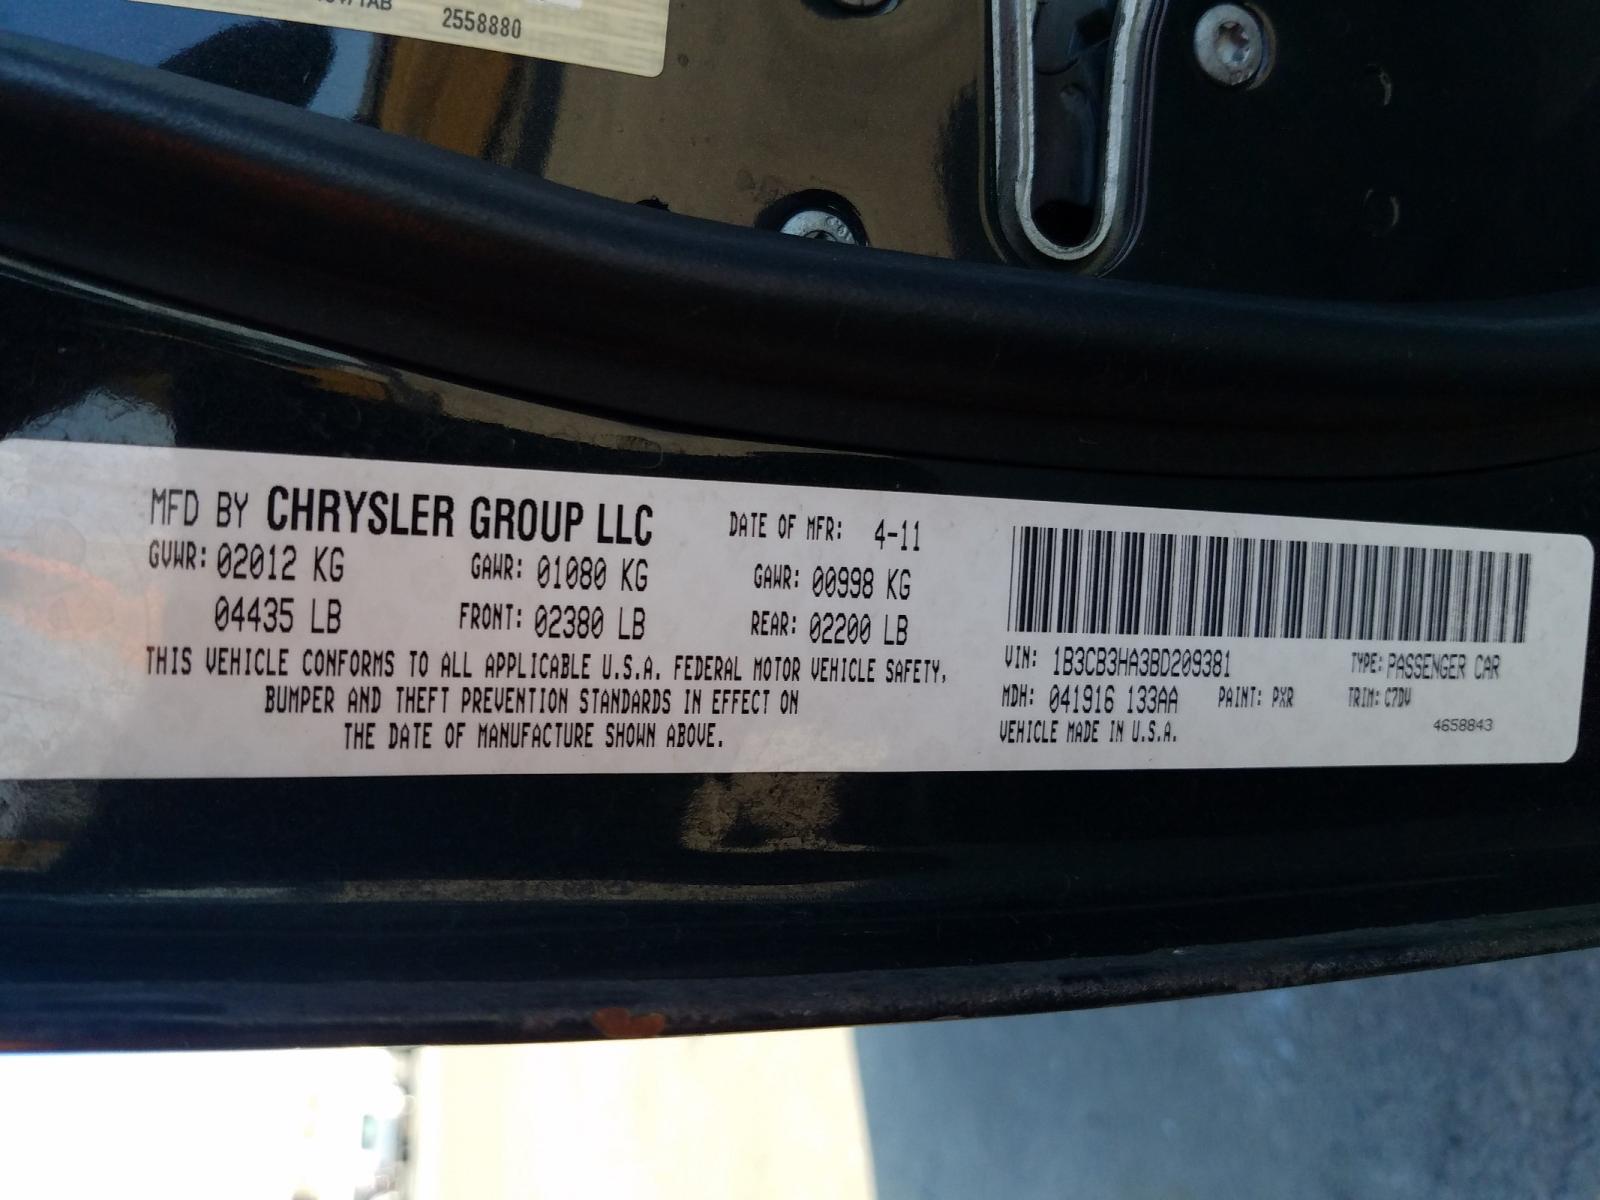 2558880
MFD BY CHRYSLER GROUP LLC DATE OF MFR: 4-11
GVWR: 02012 KG GAWR: 01080 KG GAWR: 00998 KG
04435 LB FRONT: 02380 LB REAR: 02200 LB
THIS VEHICLE CONFORMS TO ALL APPLICABLE U.S.A. FEDERAL MOTOR VEHICLE SAFETY,
BUMPER AND THEFT PREVENTION STANDARDS IN EFFECT ON
THE DATE OF MANUFACTURE SHOWN ABOVE.
VIN: 1B3CB3HA3BD209381 TYPE: PASSENGER CAR
MDH: 041916 133AA PAINT: PXR TRIM: C7DV
VEHICLE MADE IN U.S.A. 4658843